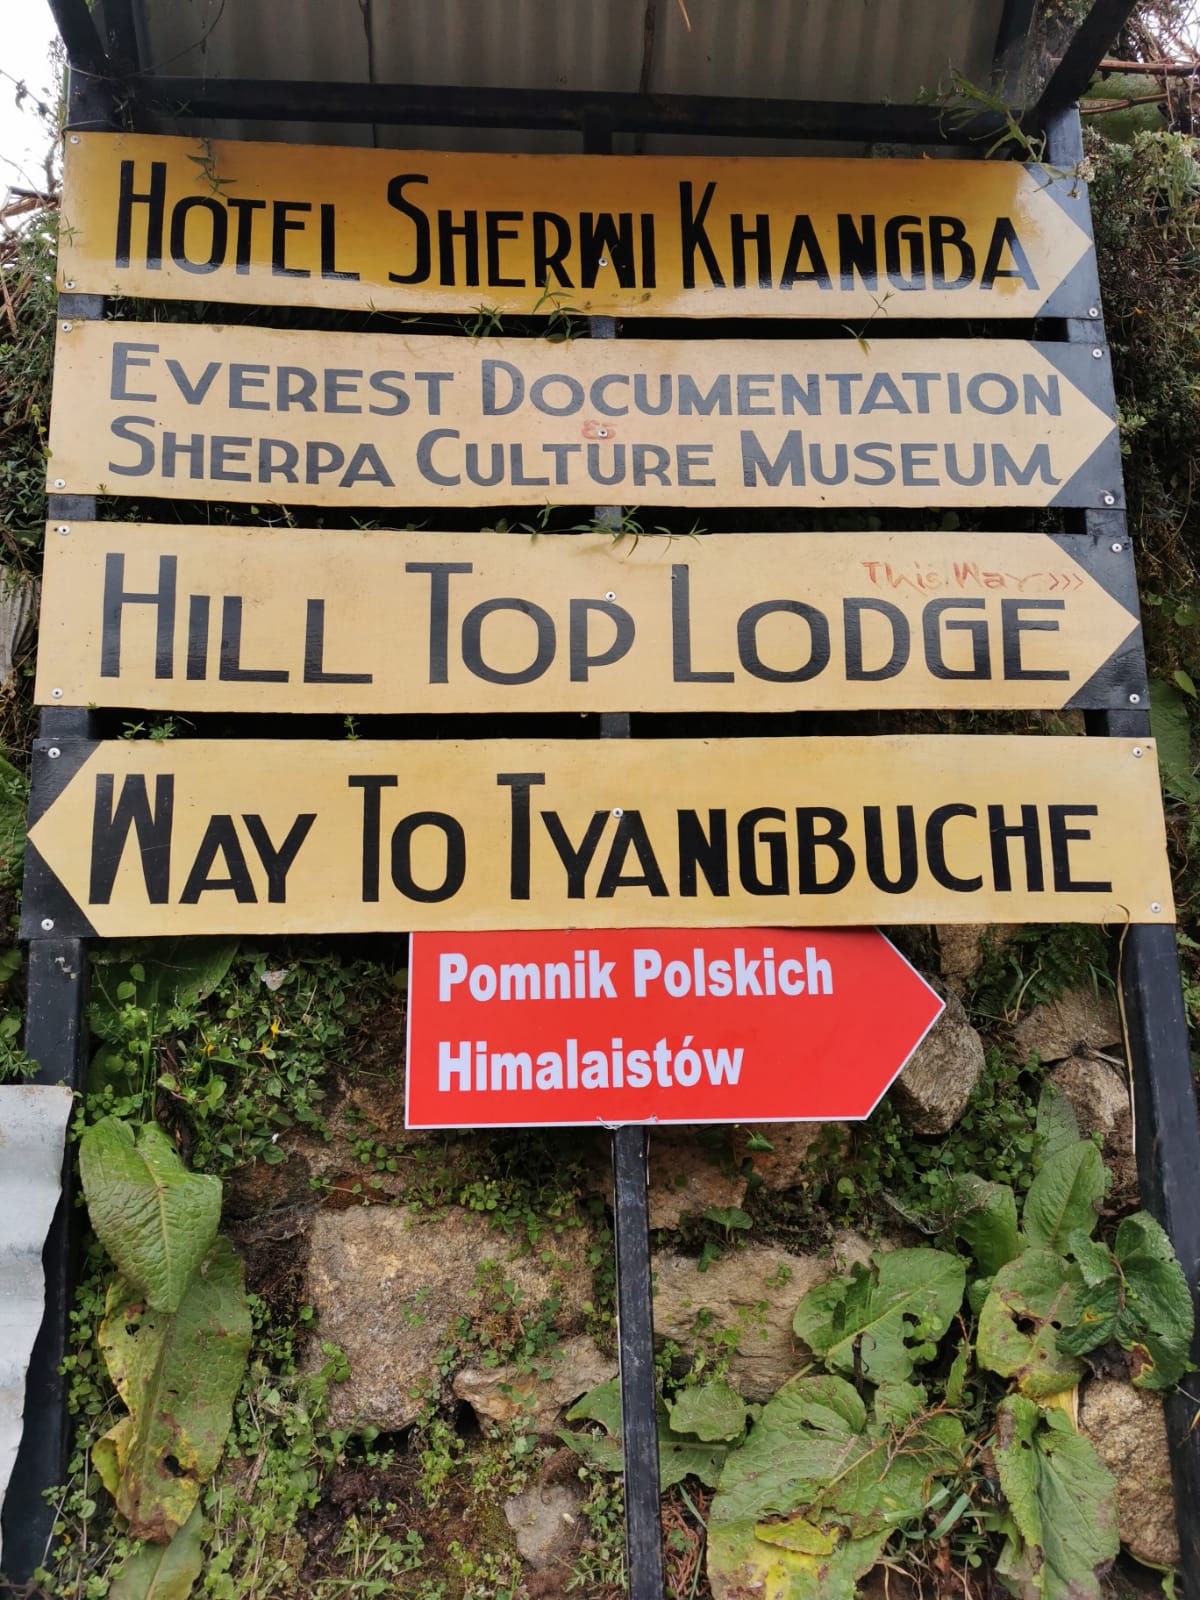 HOTEL SHERWI KHANGBA
EVEREST DOCUMENTATION
&
SHERPA CULTURE MUSEUM
This Way >>>
HILL TOP LODGE
WAY TO TYANGBUCHE
Pomnik Polskich
Himalaistów